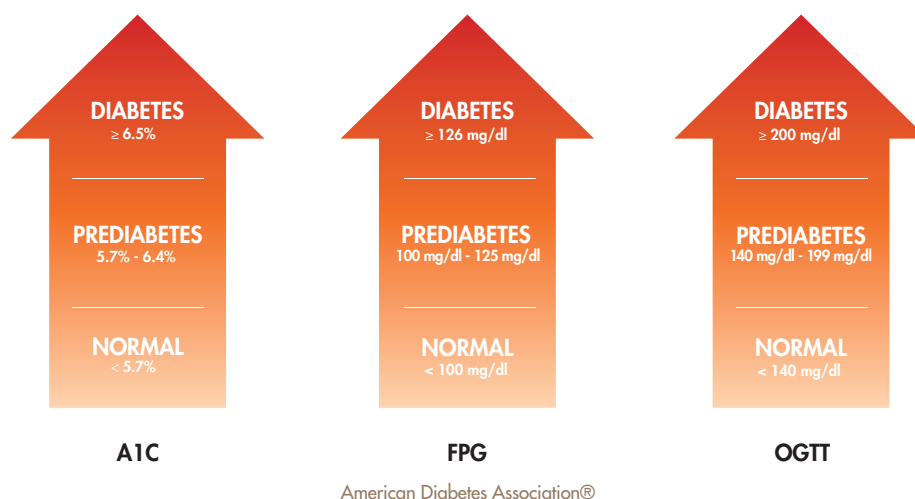 DIABETES
≥ 6.5%
PREDIABETES
5.7% - 6.4%
NORMAL
< 5.7%
A1C
DIABETES
≥ 126 mg/dl
PREDIABETES
100 mg/dl - 125 mg/dl
NORMAL
< 100 mg/dl
FPG
DIABETES
≥ 200 mg/dl
PREDIABETES
140 mg/dl - 199 mg/dl
NORMAL
< 140 mg/dl
OGTT
American Diabetes Association®